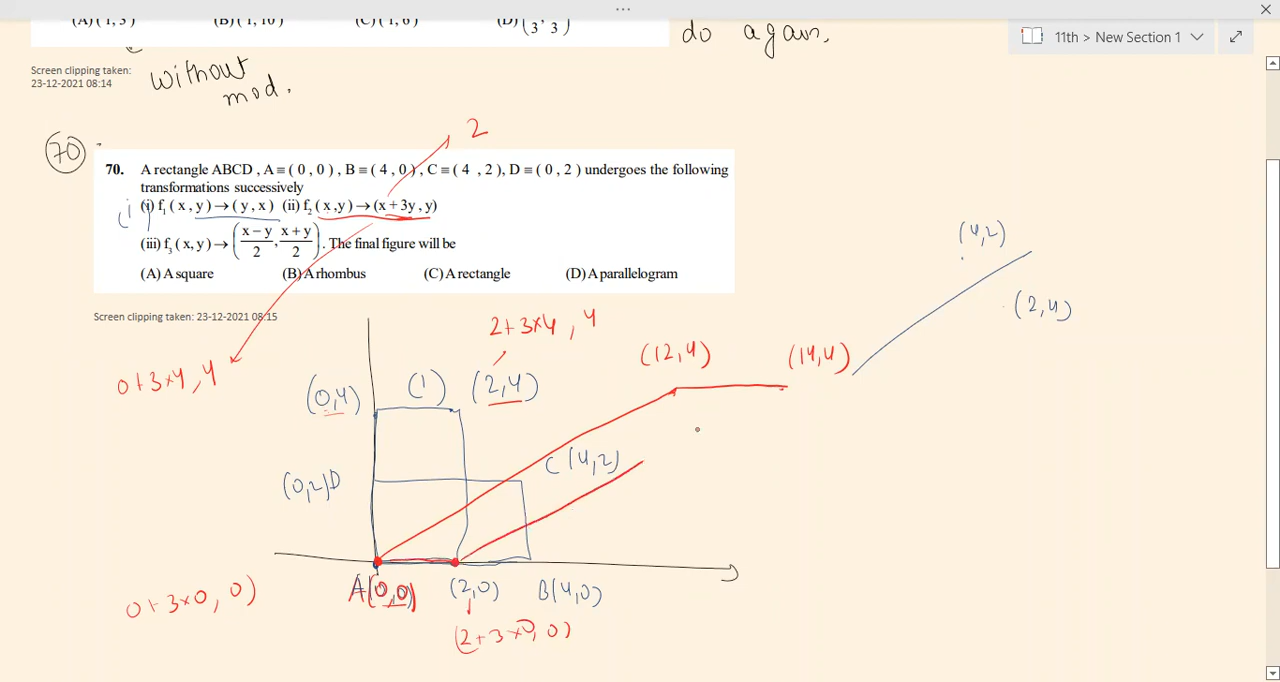 (A) (1, 3) (B) (1, 10) (C) (1, 6) (D) (3, 3)
do again,
11th > New Section 1
Screen clipping taken:
23-12-2021 08:14
without
mod.
70
2
70. A rectangle ABCD , A ≡ ( 0 , 0 ) , B ≡ ( 4 , 0 ) , C ≡ ( 4 , 2 ), D ≡ ( 0 , 2 ) undergoes the following
transformations successively
(i) f₁ ( x , y ) → ( y , x ) (ii) f₂ ( x ,y ) → (x + 3y , y)
(i)
(iii) f₃ ( x, y ) → ( (x – y)/2 , (x + y)/2 ) . The final figure will be
(A) A square (B) A rhombus (C) A rectangle (D) A parallelogram
Screen clipping taken: 23-12-2021 08:15
(4,2)
(2,4)
2+3×4, 4
(12,4) (14,4)
0+3×4, 4
(0,4) (1) (2,4)
(0,2)D C(4,2)
A(0,0) (2,0) B(4,0)
0+3×0, 0)
(2+3×0, 0)